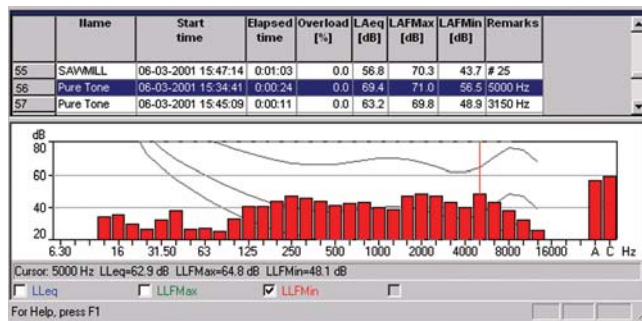 Name Start time Elapsed time Overload [%] LAeq [dB] LAFMax [dB] LAFMin [dB] Remarks
55 SAWMILL 06-03-2001 15:47:14 0:01:03 0.0 56.8 70.3 43.7 # 25
56 Pure Tone 06-03-2001 15:34:41 0:00:24 0.0 69.4 71.0 56.5 5000 Hz
57 Pure Tone 06-03-2001 15:45:09 0:00:11 0.0 63.2 69.8 48.9 3150 Hz
dB
80
60
40
20
6.30 16 31.50 63 125 250 500 1000 2000 4000 8000 16000 Hz A C
Cursor: 5000 Hz LLeq=62.9 dB LLFMax=64.8 dB LLFMin=48.1 dB
LLeq LLFMax LLFMin
For Help, press F1